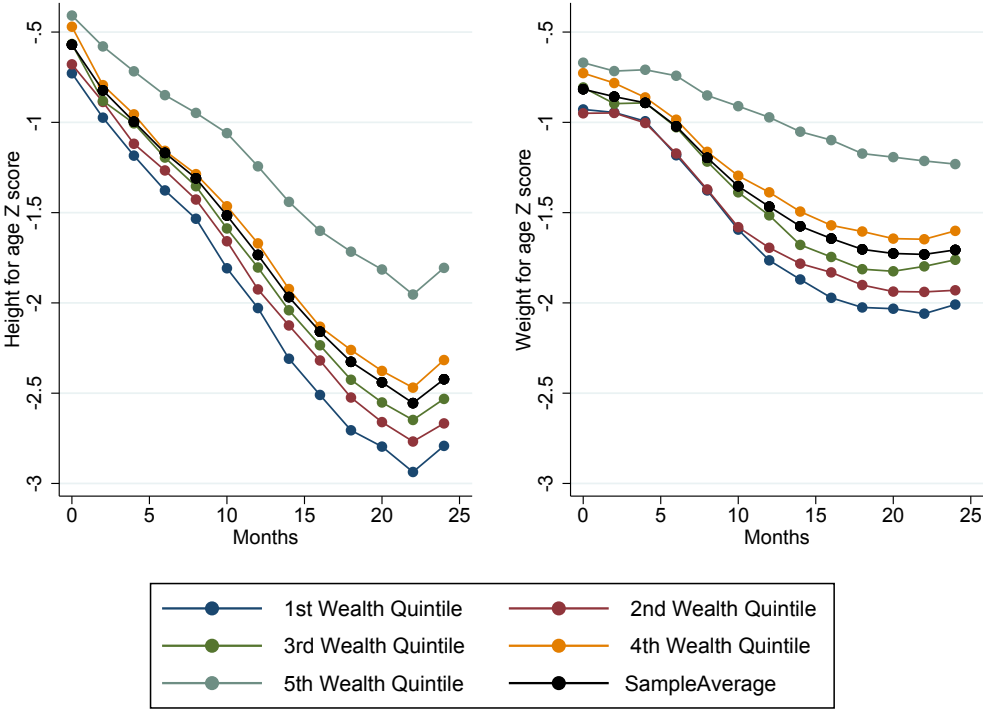 -.5
-1
-1.5
-2
-2.5
-3
Height for age Z score
0 5 10 15 20 25
Months
-.5
-1
-1.5
-2
-2.5
-3
Weight for age Z score
0 5 10 15 20 25
Months
1st Wealth Quintile 2nd Wealth Quintile
3rd Wealth Quintile 4th Wealth Quintile
5th Wealth Quintile SampleAverage